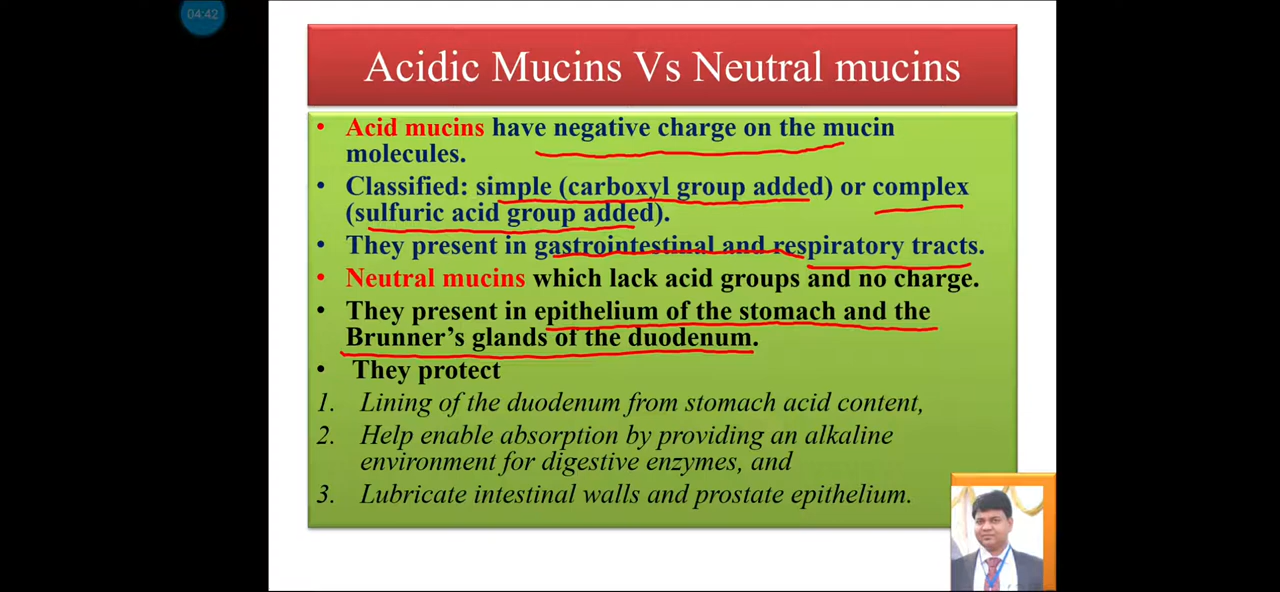 04:42
Acidic Mucins Vs Neutral mucins
• Acid mucins have negative charge on the mucin
molecules.
• Classified: simple (carboxyl group added) or complex
(sulfuric acid group added).
• They present in gastrointestinal and respiratory tracts.
• Neutral mucins which lack acid groups and no charge.
• They present in epithelium of the stomach and the
Brunner’s glands of the duodenum.
• They protect
1. Lining of the duodenum from stomach acid content,
2. Help enable absorption by providing an alkaline
environment for digestive enzymes, and
3. Lubricate intestinal walls and prostate epithelium.